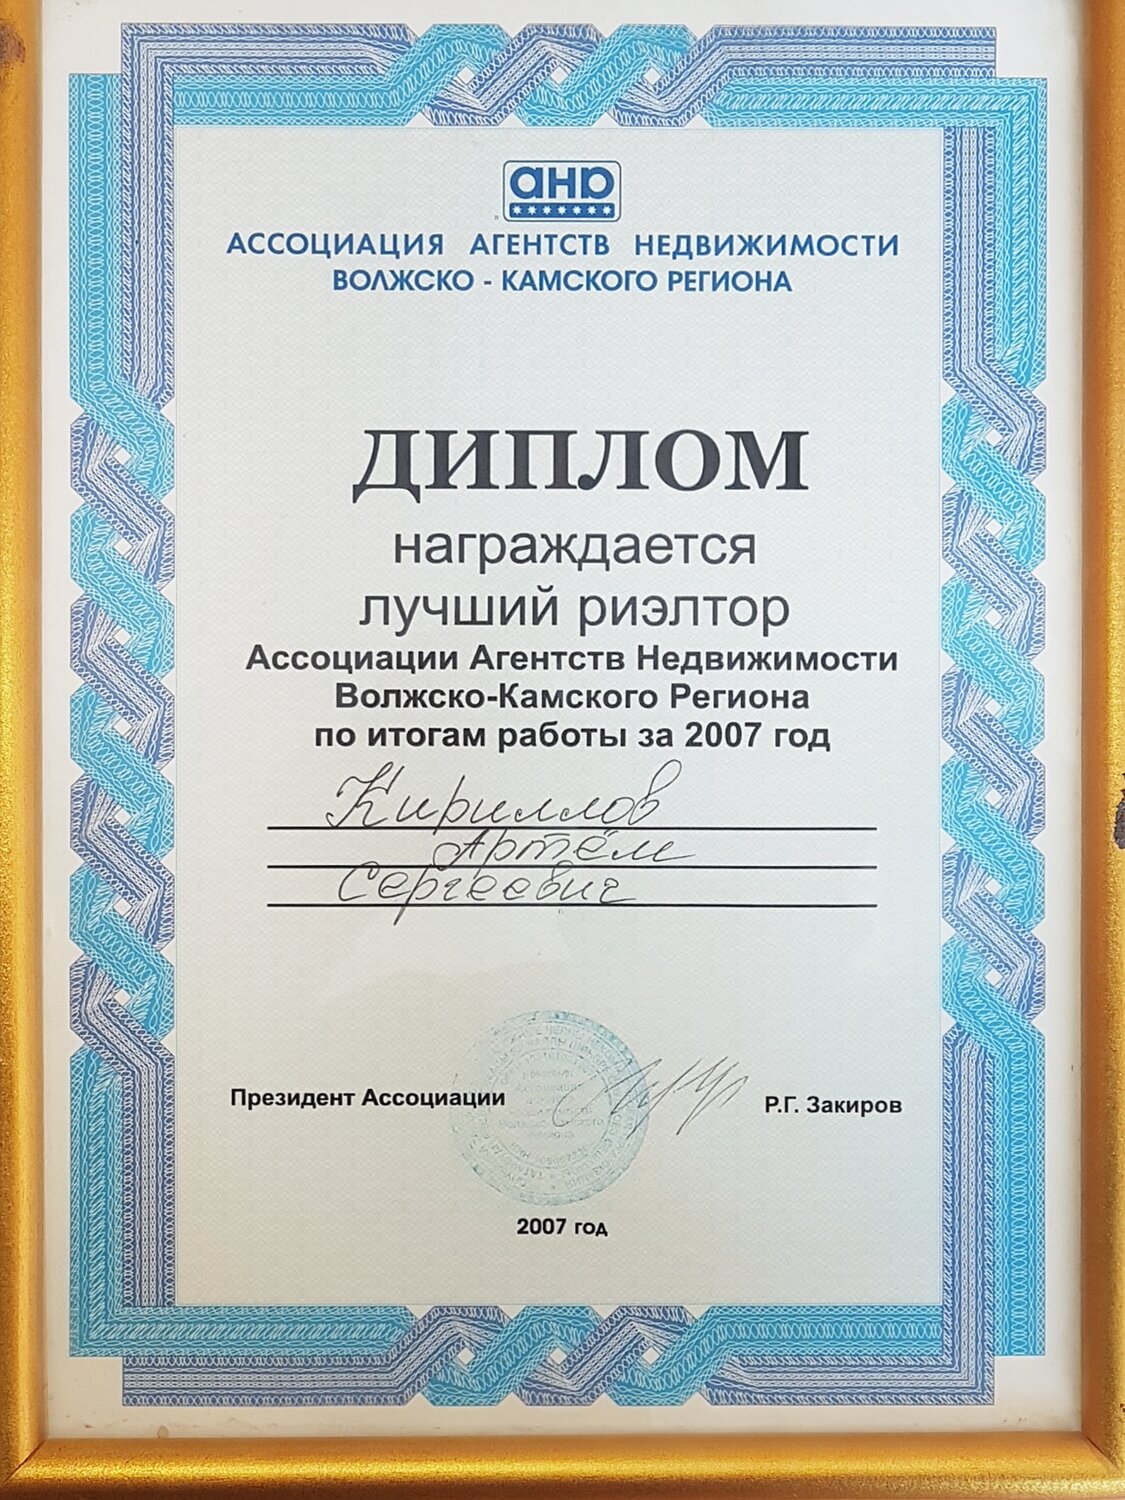 анр
АССОЦИАЦИЯ АГЕНТСТВ НЕДВИЖИМОСТИ
ВОЛЖСКО - КАМСКОГО РЕГИОНА
ДИПЛОМ
награждается
лучший риэлтор
Ассоциации Агентств Недвижимости
Волжско-Камского Региона
по итогам работы за 2007 год
Кириллов
Артём
Сергеевич
Президент Ассоциации
Р.Г. Закиров
2007 год